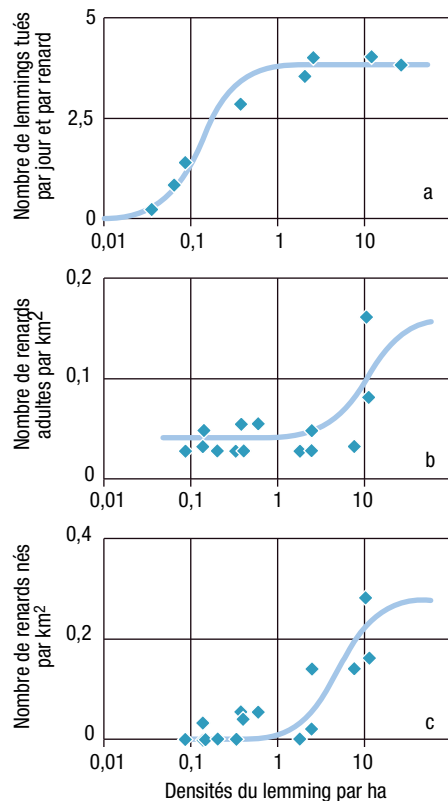 Nombre de lemmings tués
par jour et par renard
5,0
2,5
0
0,01 0,1 1 10
a
Nombre de renards
adultes par km2
0,2
0,1
0
0,01 0,1 1 10
b
Nombre de renards nés
par km2
0,4
0,2
0
0,01 0,1 1 10
c
Densités du lemming par ha